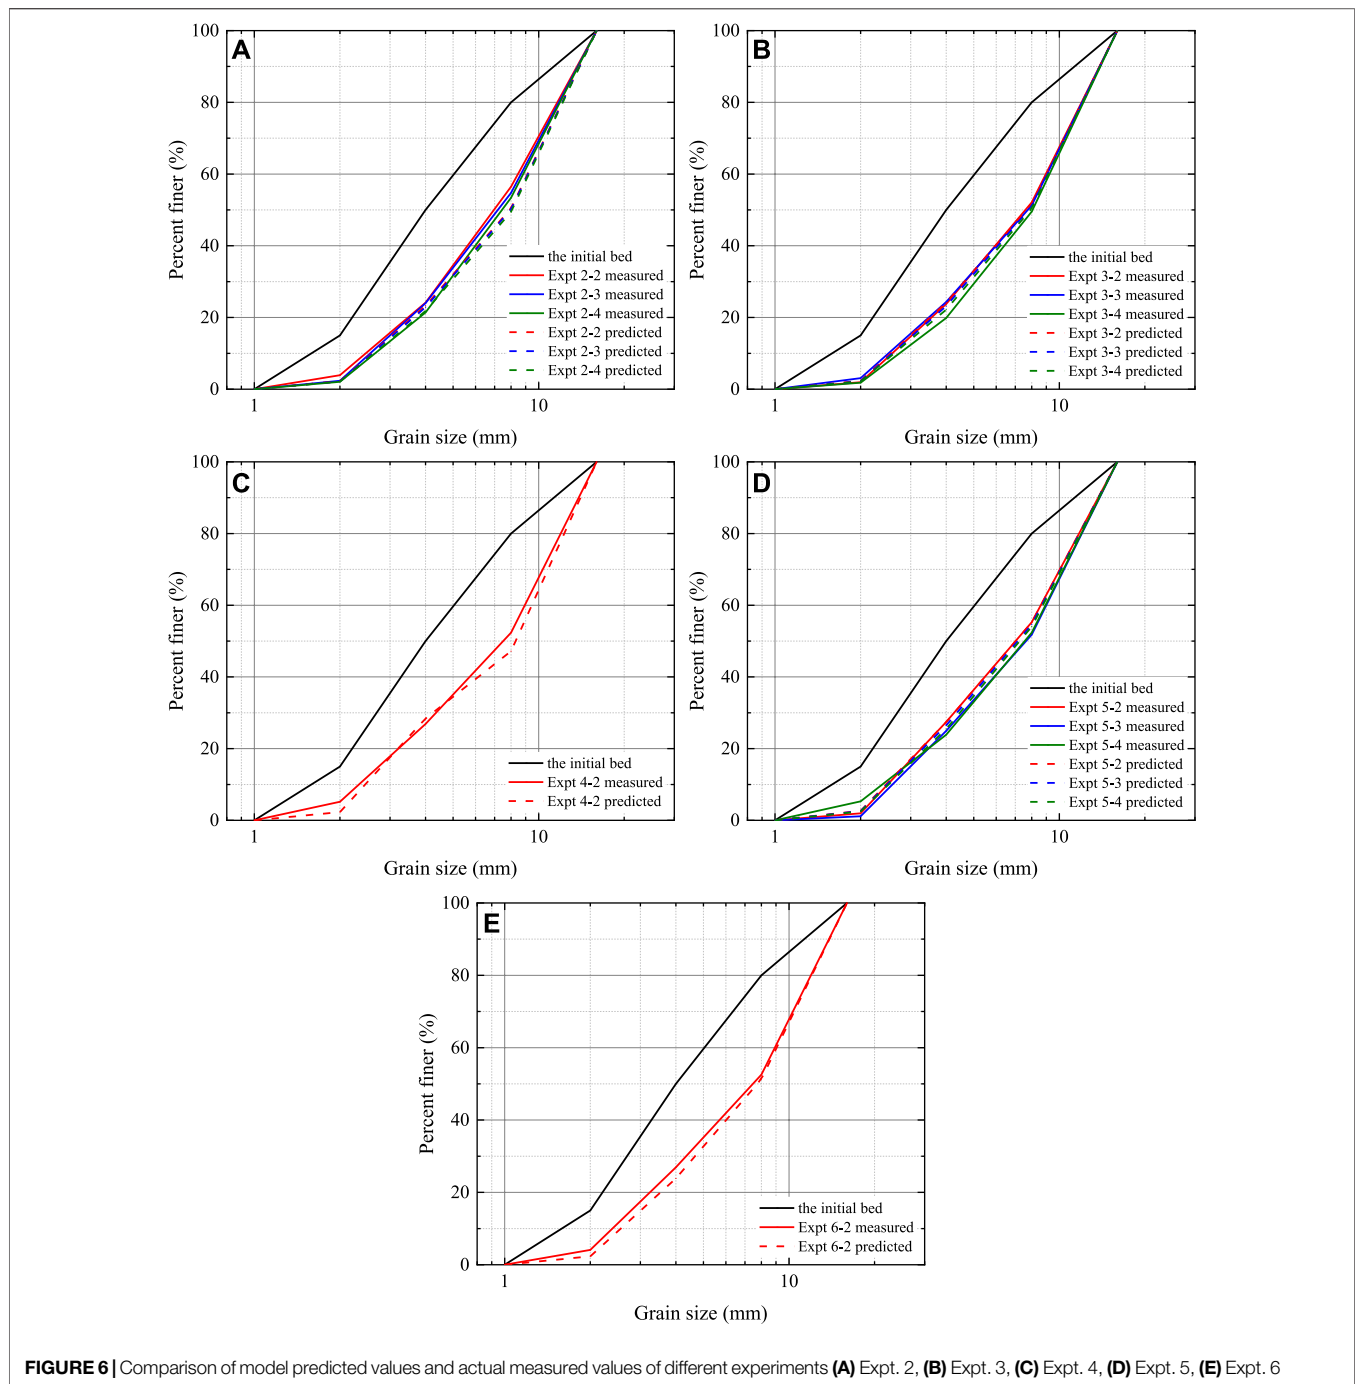 A
100
80
60
40
20
0
Percent finer (%)
the initial bed
Expt 2-2 measured
Expt 2-3 measured
Expt 2-4 measured
Expt 2-2 predicted
Expt 2-3 predicted
Expt 2-4 predicted
1
10
Grain size (mm)
B
100
80
60
40
20
0
Percent finer (%)
the initial bed
Expt 3-2 measured
Expt 3-3 measured
Expt 3-4 measured
Expt 3-2 predicted
Expt 3-3 predicted
Expt 3-4 predicted
1
10
Grain size (mm)
C
100
80
60
40
20
0
Percent finer (%)
the initial bed
Expt 4-2 measured
Expt 4-2 predicted
1
10
Grain size (mm)
D
100
80
60
40
20
0
Percent finer (%)
the initial bed
Expt 5-2 measured
Expt 5-3 measured
Expt 5-4 measured
Expt 5-2 predicted
Expt 5-3 predicted
Expt 5-4 predicted
1
10
Grain size (mm)
E
100
80
60
40
20
0
Percent finer (%)
the initial bed
Expt 6-2 measured
Expt 6-2 predicted
1
10
Grain size (mm)
FIGURE 6 | Comparison of model predicted values and actual measured values of different experiments (A) Expt. 2, (B) Expt. 3, (C) Expt. 4, (D) Expt. 5, (E) Expt. 6